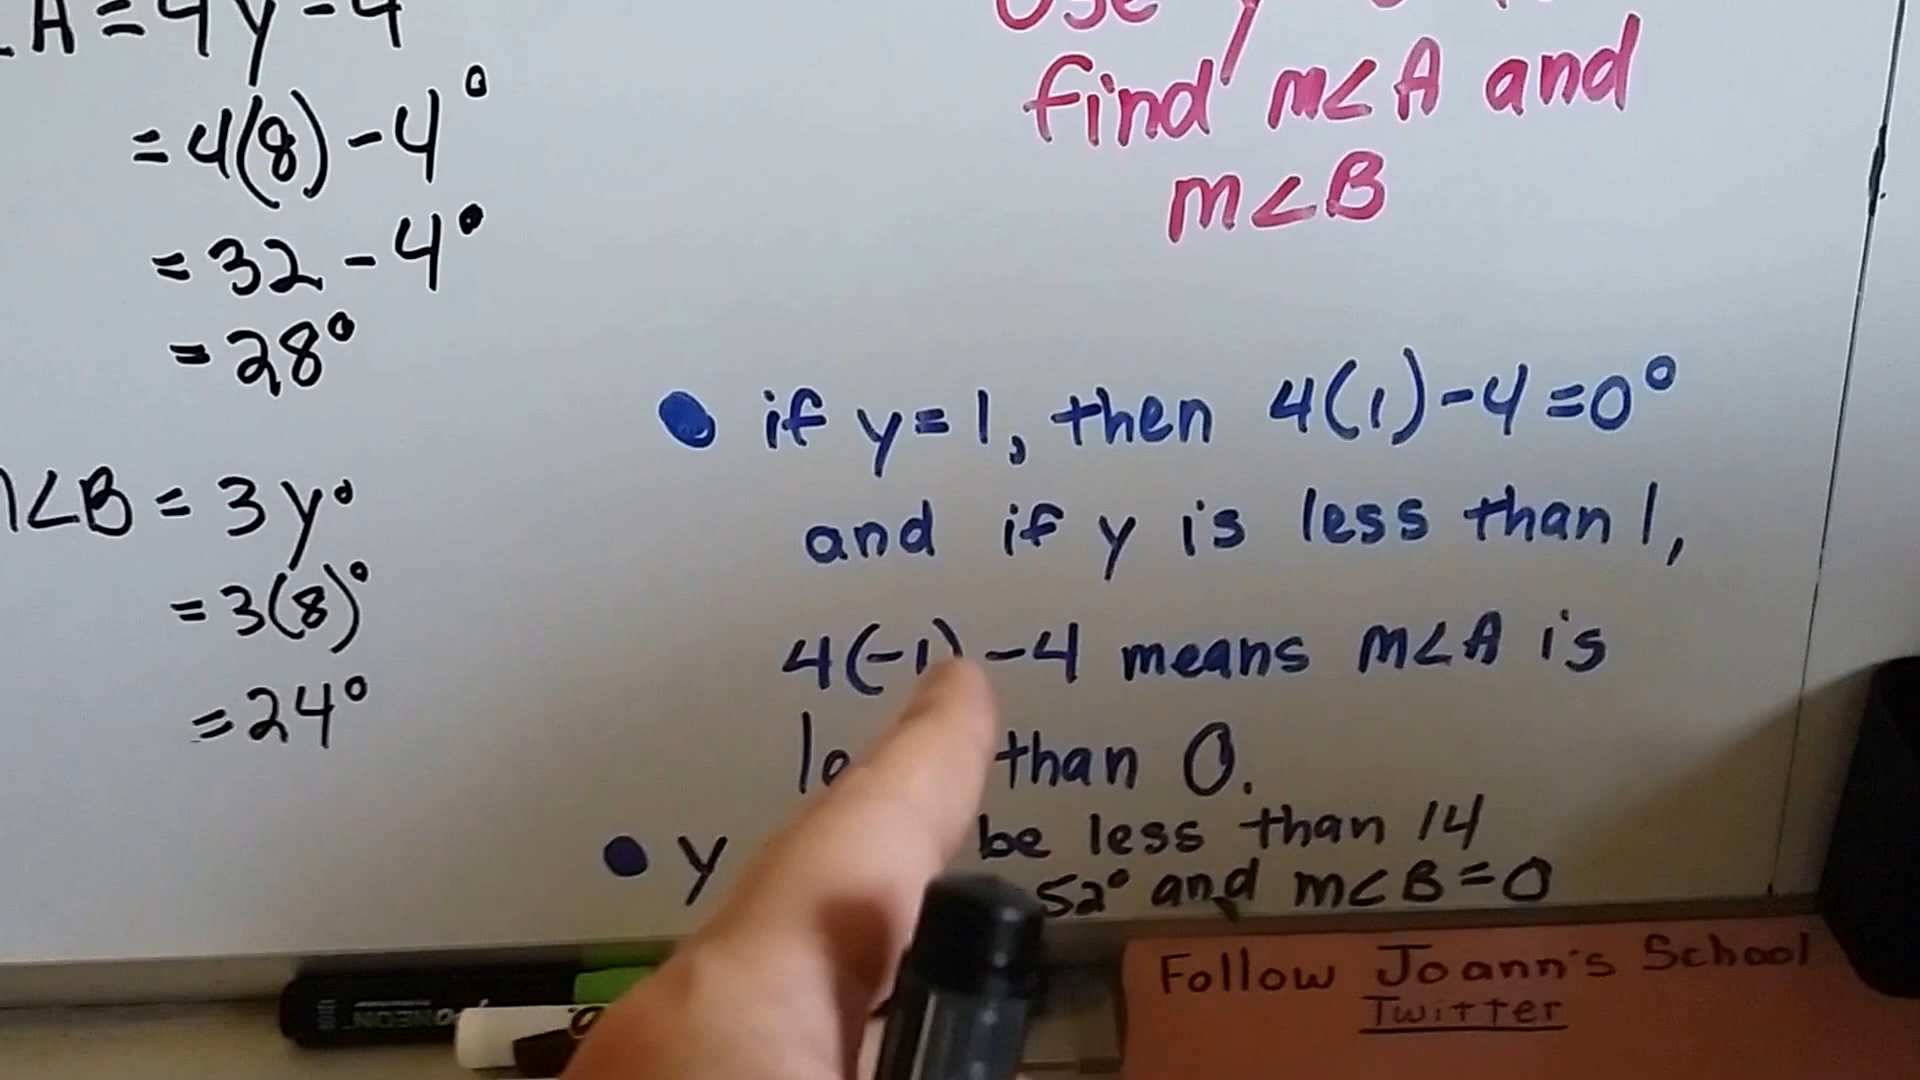 A = 4y - 4
= 4(8) - 4°
= 32 - 4°
= 28°
m<B = 3y°
= 3(8)°
= 24°
find m<A and
m<B
• if y=1, then 4(1)-4=0°
and if y is less than 1,
4(-1)-4 means m<A is
than 0.
• y be less than 14
52° and m<B=0
Follow Joann's School
Twitter